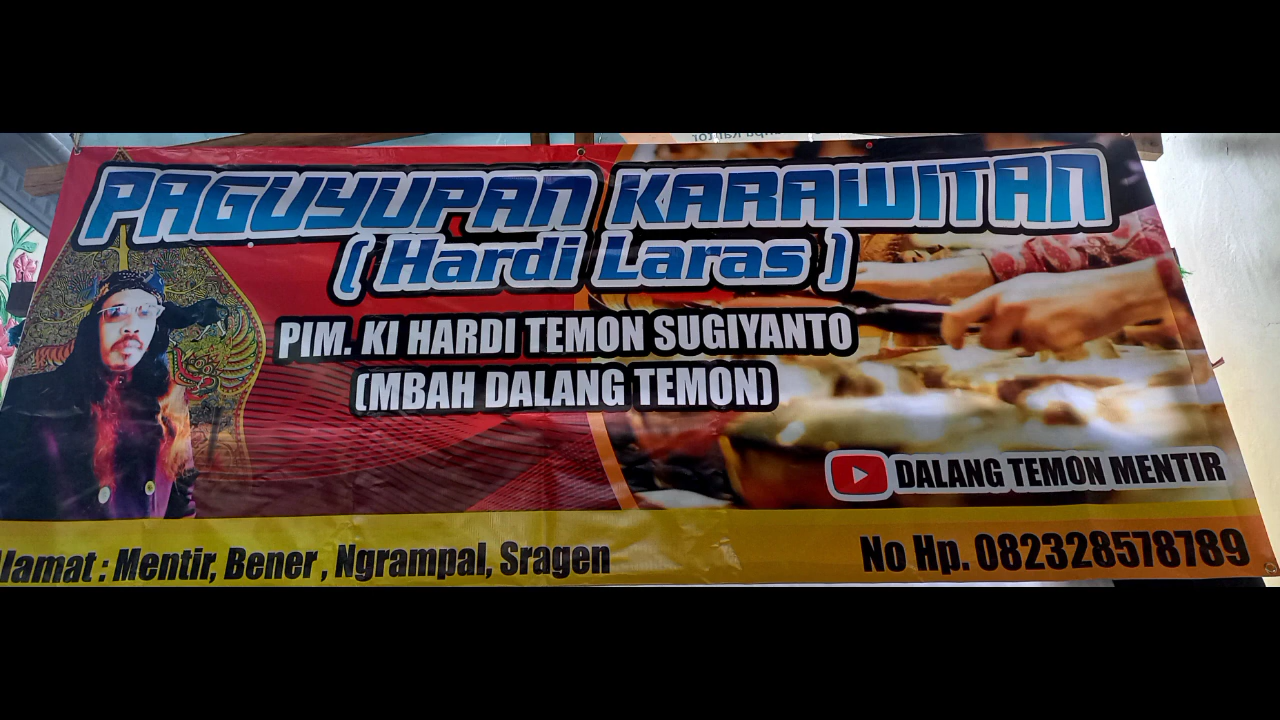 PAGUYUPAN KARAWITAN
( Hardi Laras )
PIM. KI HARDI TEMON SUGIYANTO
(MBAH DALANG TEMON)
DALANG TEMON MENTIR
Alamat : Mentir, Bener , Ngrampal, Sragen
No Hp. 082328578789